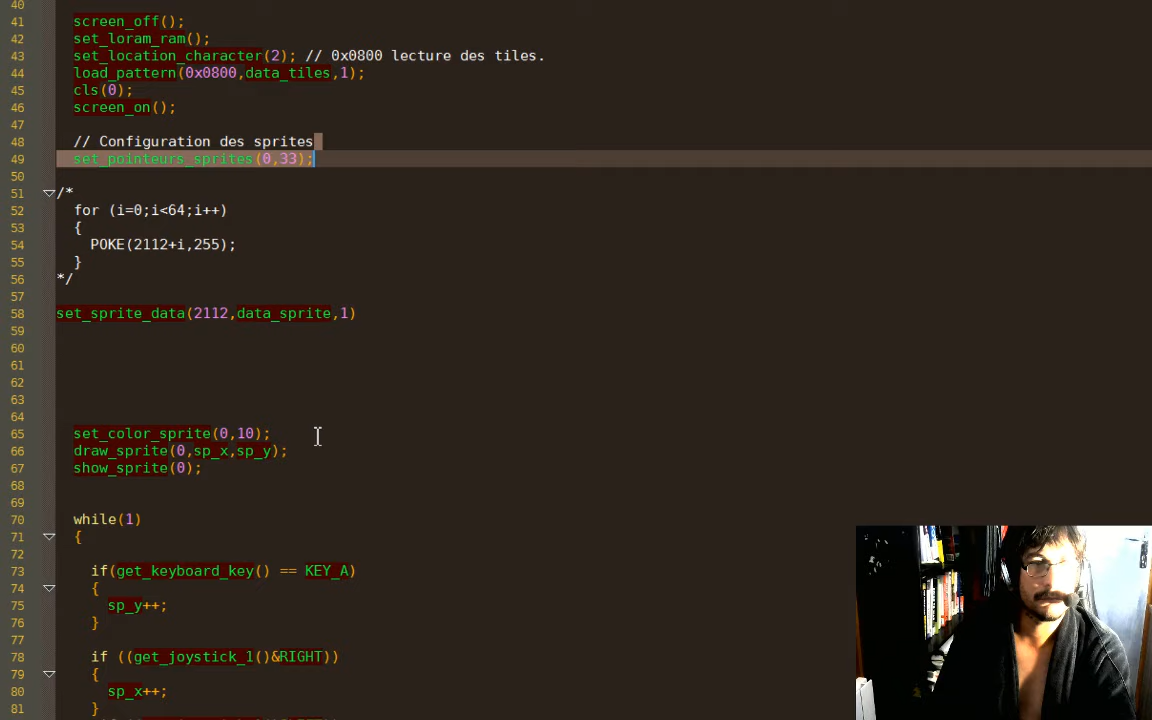 40
41 screen_off();
42 set_loram_ram();
43 set_location_character(2); // 0x0800 lecture des tiles.
44 load_pattern(0x0800,data_tiles,1);
45 cls(0);
46 screen_on();
47
48 // Configuration des sprites
49 set_pointeurs_sprites(0,33);
50
51 /*
52 for (i=0;i<64;i++)
53 {
54 POKE(2112+i,255);
55 }
56 */
57
58 set_sprite_data(2112,data_sprite,1)
59
60
61
62
63
64
65 set_color_sprite(0,10);
66 draw_sprite(0,sp_x,sp_y);
67 show_sprite(0);
68
69
70 while(1)
71 {
72
73 if(get_keyboard_key() == KEY_A)
74 {
75 sp_y++;
76 }
77
78 if ((get_joystick_1()&RIGHT))
79 {
80 sp_x++;
81 }